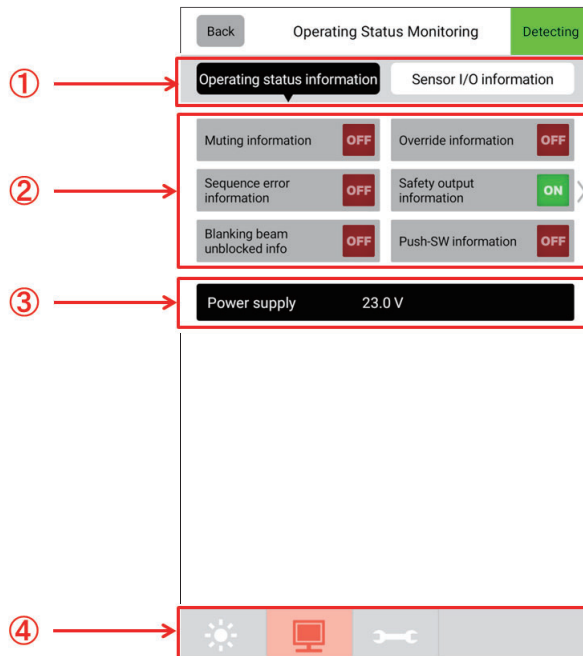 Back Operating Status Monitoring Detecting
① Operating status information Sensor I/O information
Muting information OFF Override information OFF
② Sequence error information OFF Safety output information ON
Blanking beam unblocked info OFF Push-SW information OFF
③ Power supply 23.0 V
④